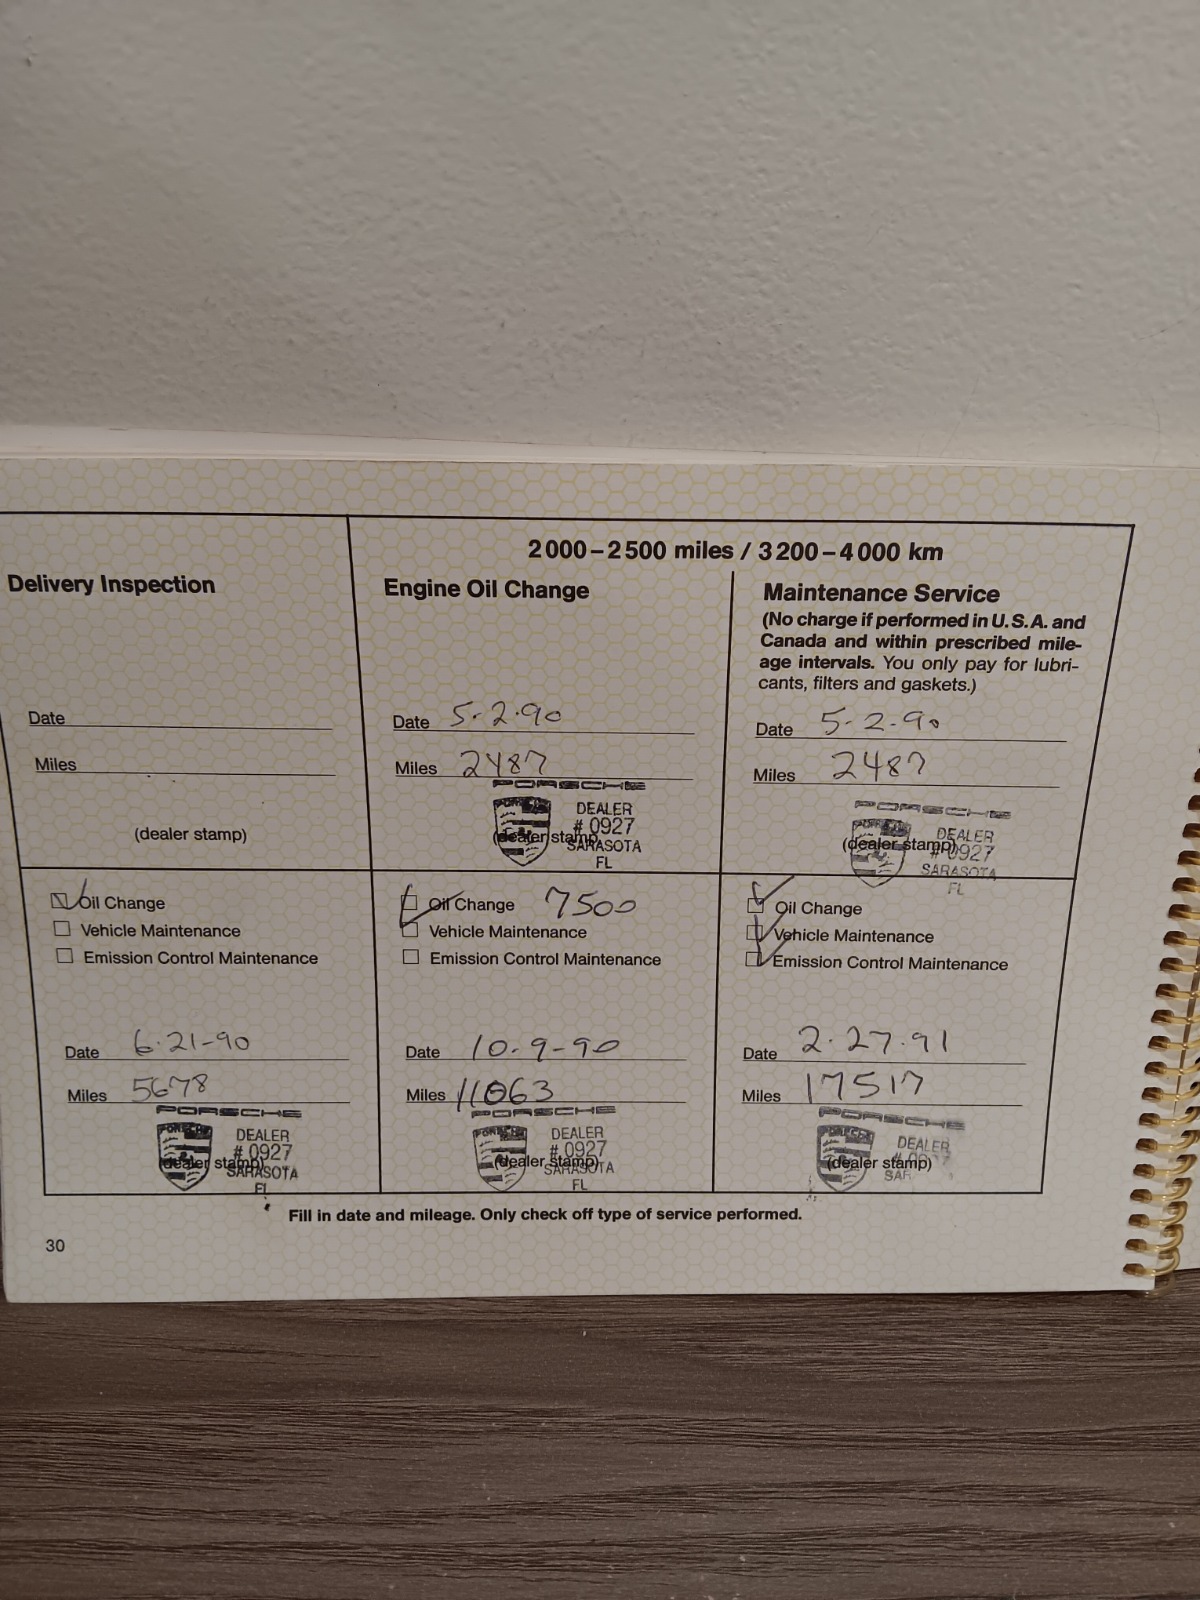 2000–2500 miles / 3200–4000 km
Delivery Inspection
Date
Miles
(dealer stamp)
Engine Oil Change
Date 5-2-90
Miles 2487
PORSCHE
DEALER
# 0927
(dealer stamp)
SARASOTA
FL
Maintenance Service
(No charge if performed in U.S.A. and
Canada and within prescribed mile-
age intervals. You only pay for lubri-
cants, filters and gaskets.)
Date 5-2-90
Miles 2487
PORSCHE
DEALER
(dealer stamp)
# 0927
SARASOTA
FL
Oil Change
Vehicle Maintenance
Emission Control Maintenance
Date 6-21-90
Miles 5678
PORSCHE
PORSCHE
DEALER
# 0927
(dealer stamp)
SARASOTA
FL
Oil Change 7500
Vehicle Maintenance
Emission Control Maintenance
Date 10-9-90
Miles 11063
PORSCHE
PORSCHE
DEALER
# 0927
(dealer stamp)
SARASOTA
FL
Oil Change
Vehicle Maintenance
Emission Control Maintenance
Date 2-27-91
Miles 17517
PORSCHE
PORSCHE
DEALER
(dealer stamp)
Fill in date and mileage. Only check off type of service performed.
30